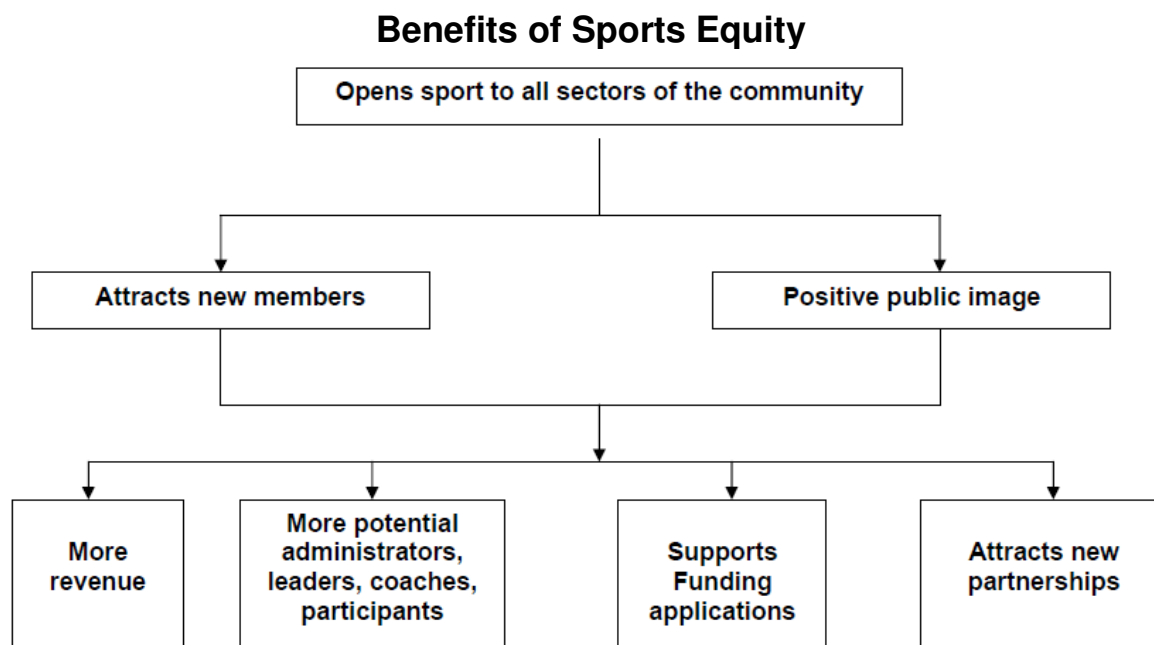 Benefits of Sports Equity
Opens sport to all sectors of the community
Attracts new members
Positive public image
More
revenue
More potential
administrators,
leaders, coaches,
participants
Supports
Funding
applications
Attracts new
partnerships